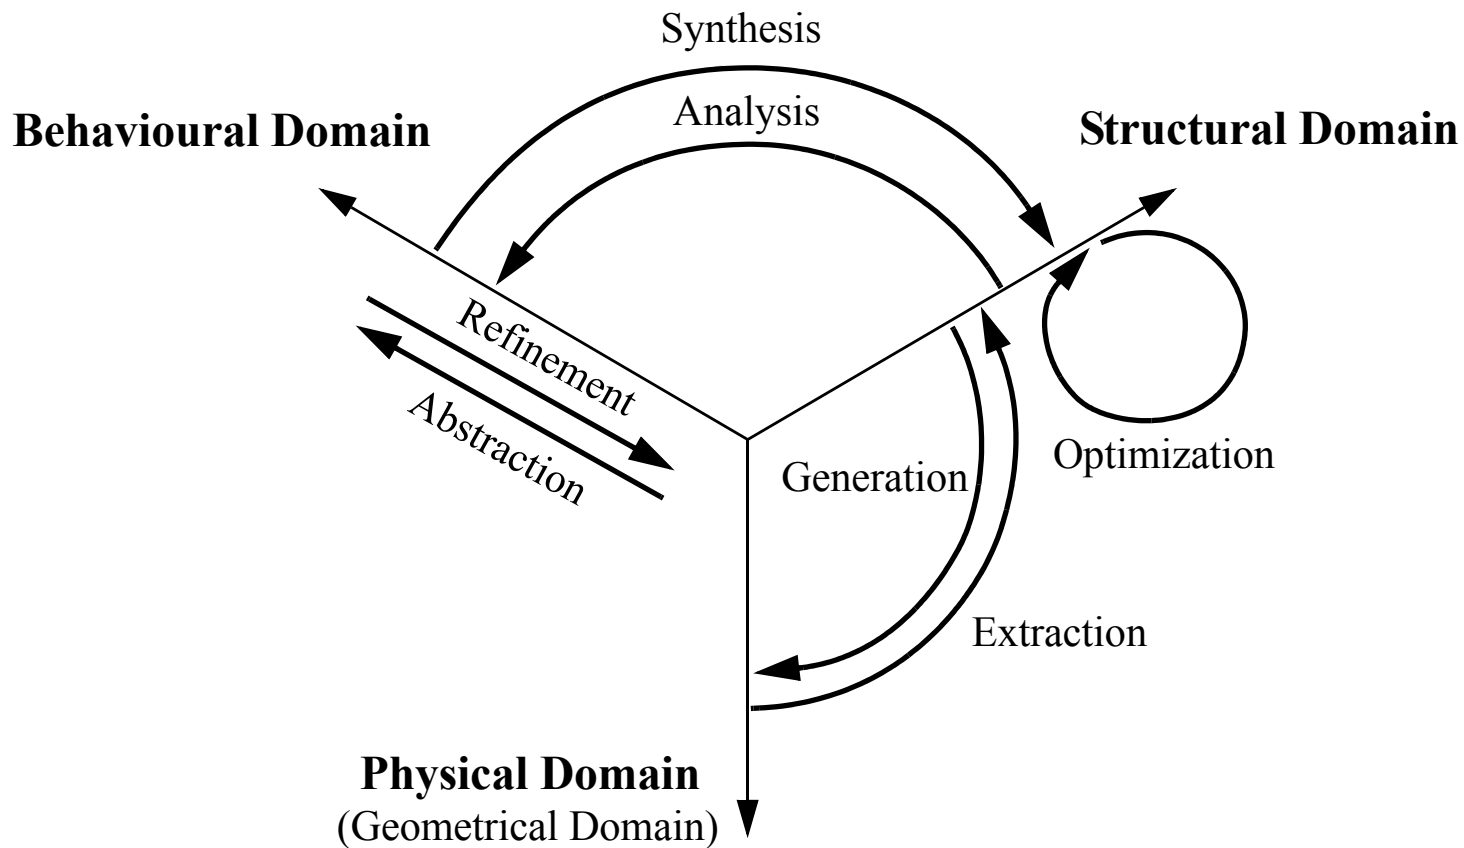 Synthesis
Analysis
Behavioural Domain
Structural Domain
Refinement
Abstraction
Generation
Optimization
Extraction
Physical Domain
(Geometrical Domain)